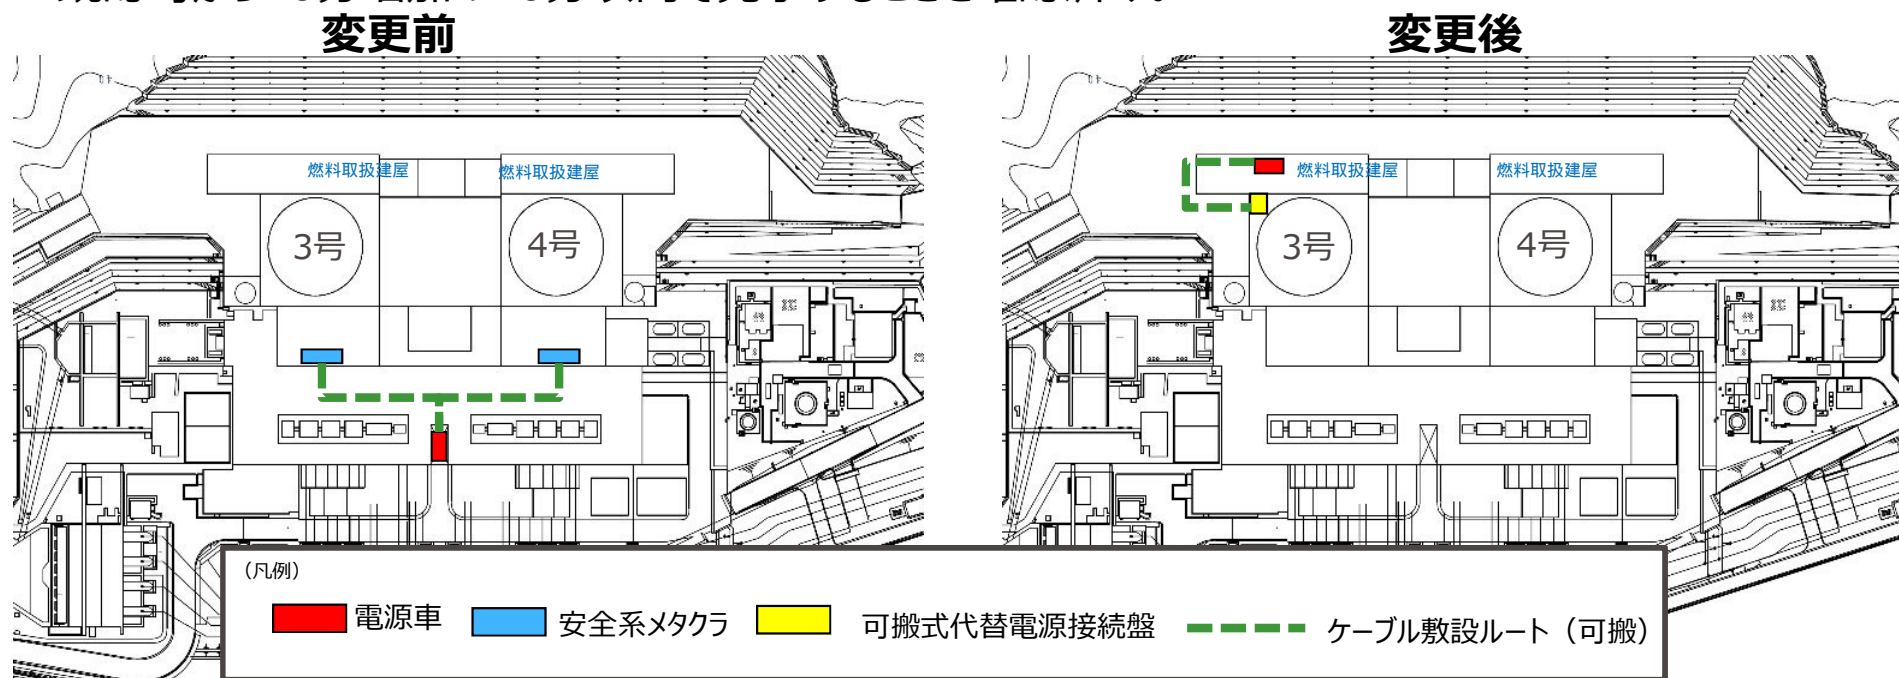 変更前
変更後
燃料取扱建屋
燃料取扱建屋
3号
4号
燃料取扱建屋
燃料取扱建屋
3号
4号
（凡例）
電源車
安全系メタクラ
可搬式代替電源接続盤
ケーブル敷設ルート（可搬）